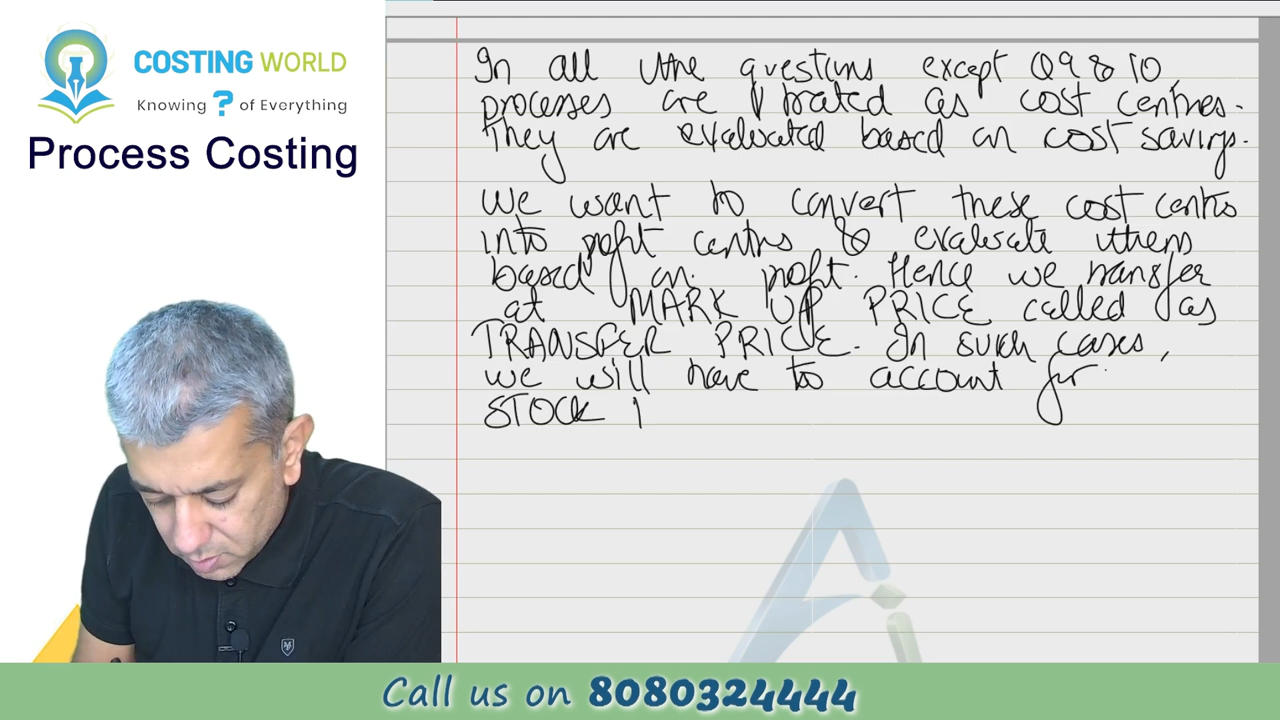 COSTING WORLD
Knowing ? of Everything
Process Costing
In all the questions except Q9 & 10,
processes are treated as cost centres.
They are evaluated based on cost savings.
We want to convert these cost centres
into profit centres & evaluate them
based on profit. Hence we transfer
at MARK UP PRICE called as
TRANSFER PRICE. In such cases,
we will have to account for
STOCK
Call us on 8080324444